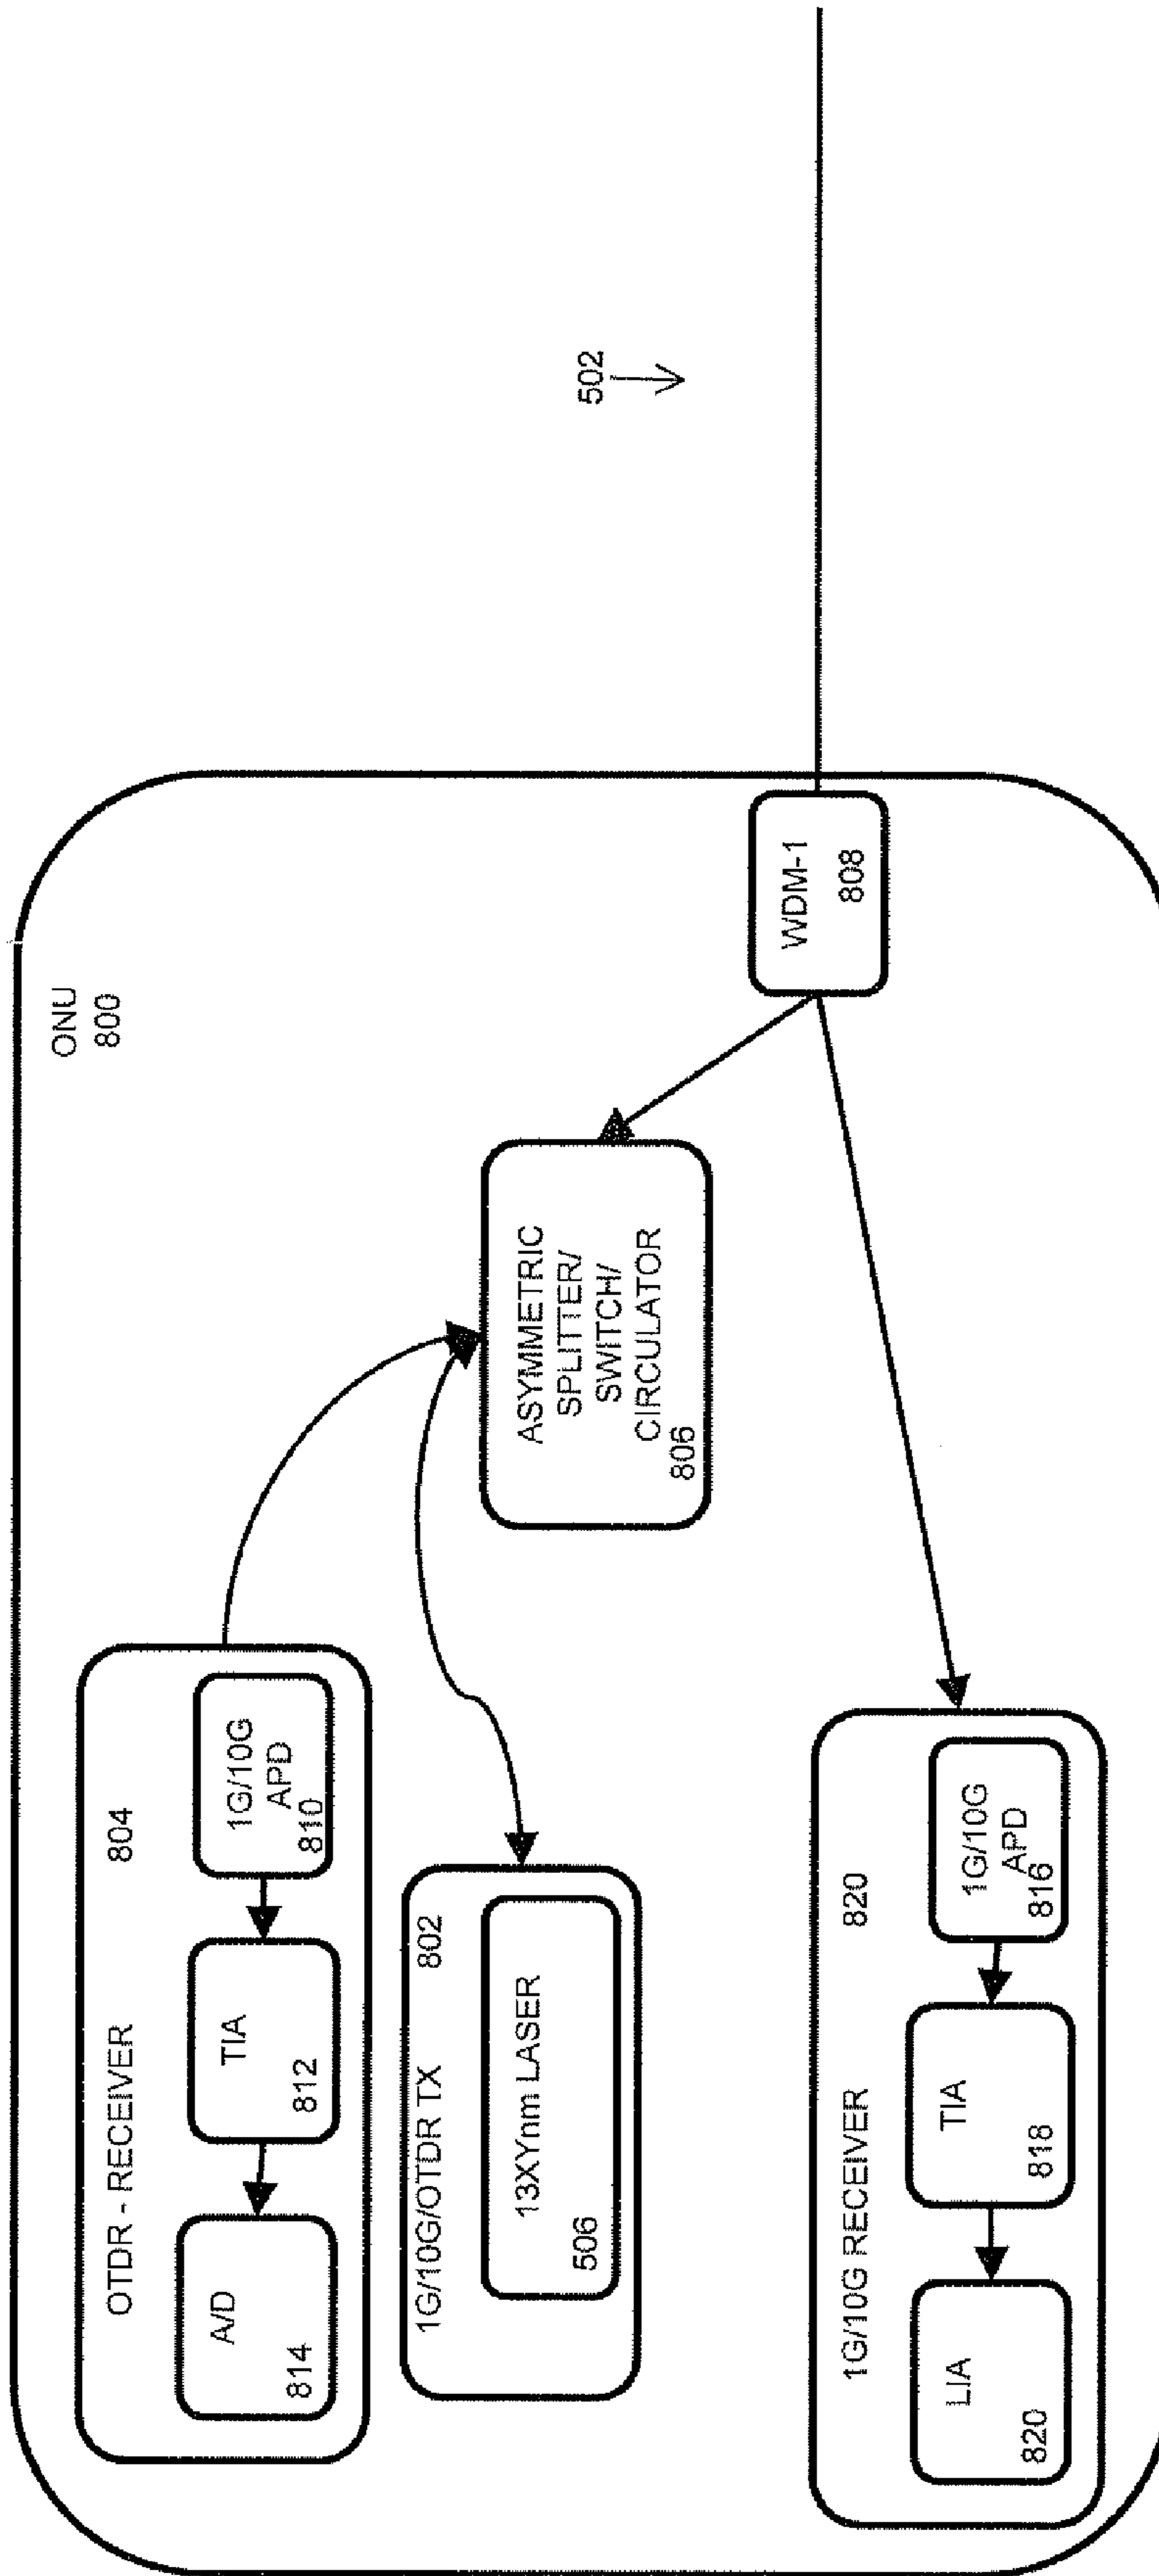 ONU
800
OTDR - RECEIVER
804
A/D
814
TIA
812
1G/10G
APD
810
1G/10G/OTDR TX
802
13XYnm LASER
506
ASYMMETRIC
SPLITTER/
SWITCH/
CIRCULATOR
806
502
WDM-1
808
1G/10G RECEIVER
820
LIA
820
TIA
818
1G/10G
APD
816